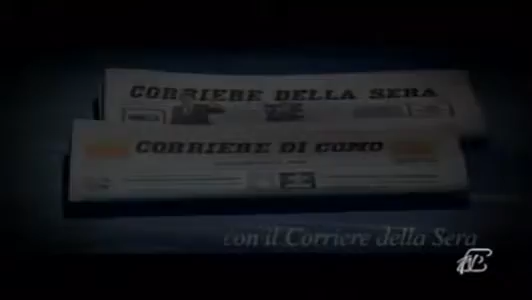 CORRIERE DELLA SERA
CORRIERE DI COMO
con il Corriere della Sera